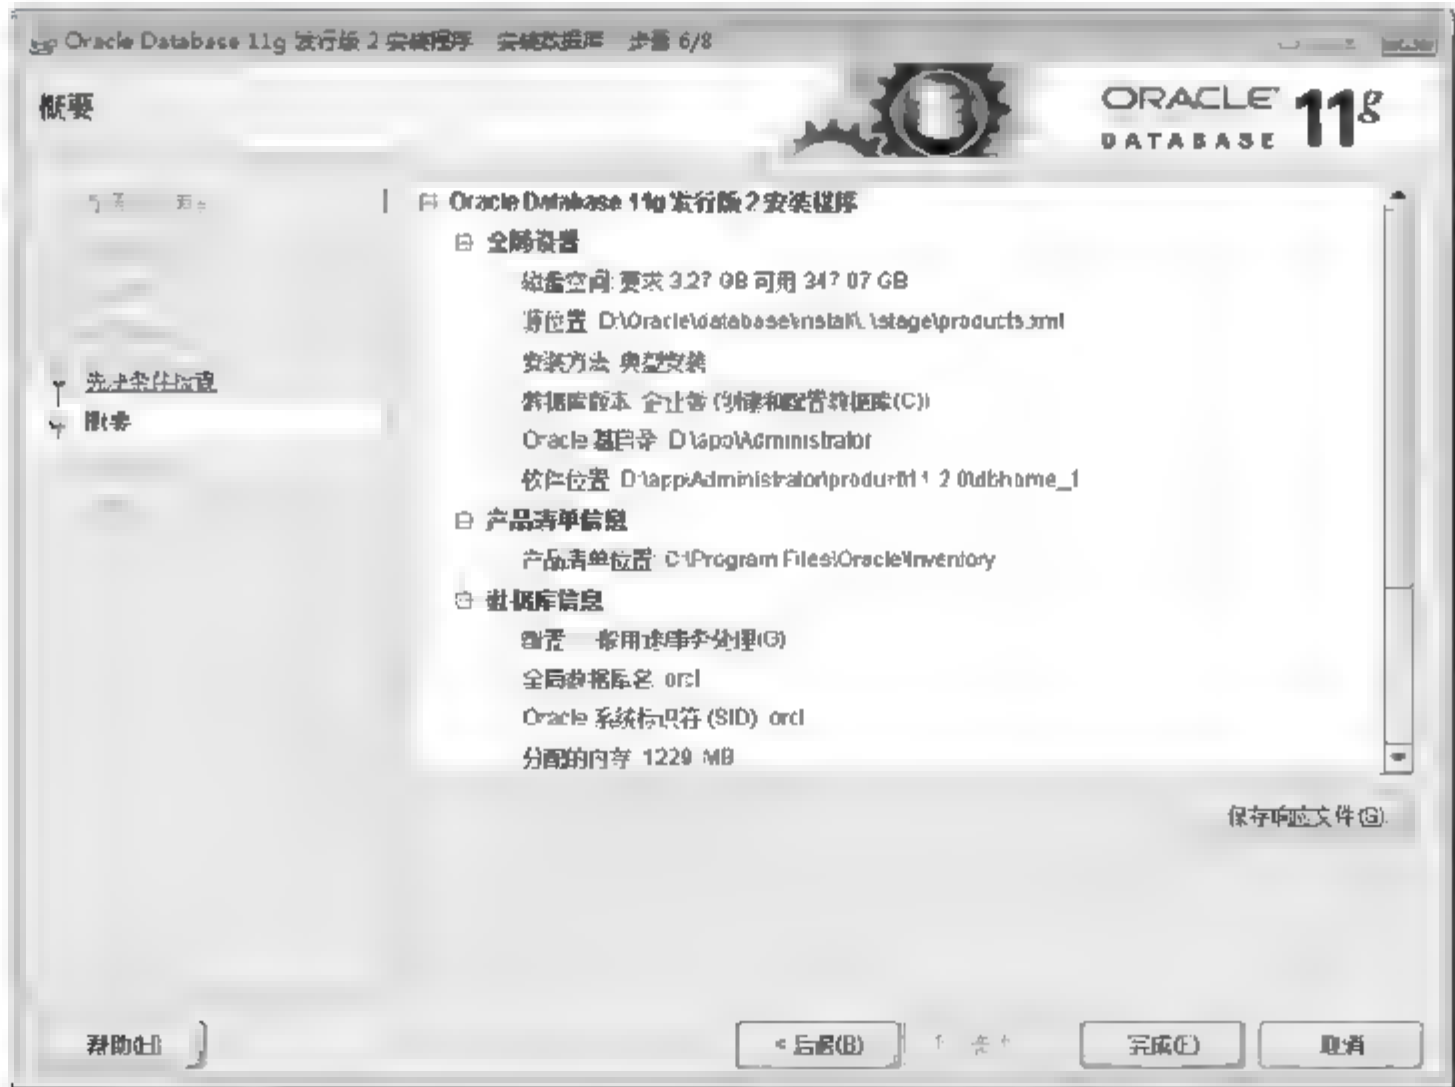 Oracle Database 11g 发行版 2 安装程序 安装数据库 步骤 6/8
概要
ORACLE 11g
DATABASE
Oracle Database 11g 发行版 2 安装程序
全局设置
磁盘空间: 要求 3.27 GB 可用 347.07 GB
源位置: D:\Oracle\database\install\..\stage\products.xml
安装方法: 典型安装
数据库版本: 企业版 (创建和配置数据库(C))
Oracle 基目录: D:\app\Administrator
软件位置: D:\app\Administrator\product\11.2.0\dbhome_1
产品清单信息
产品清单位置: C:\Program Files\Oracle\Inventory
数据库信息
配置: 一般用途/事务处理(G)
全局数据库名: orcl
Oracle 系统标识符 (SID): orcl
分配的内存: 1229 MB
先决条件检查
概要
保存响应文件(S)
帮助(H)
< 后退(B)
完成(F)
取消